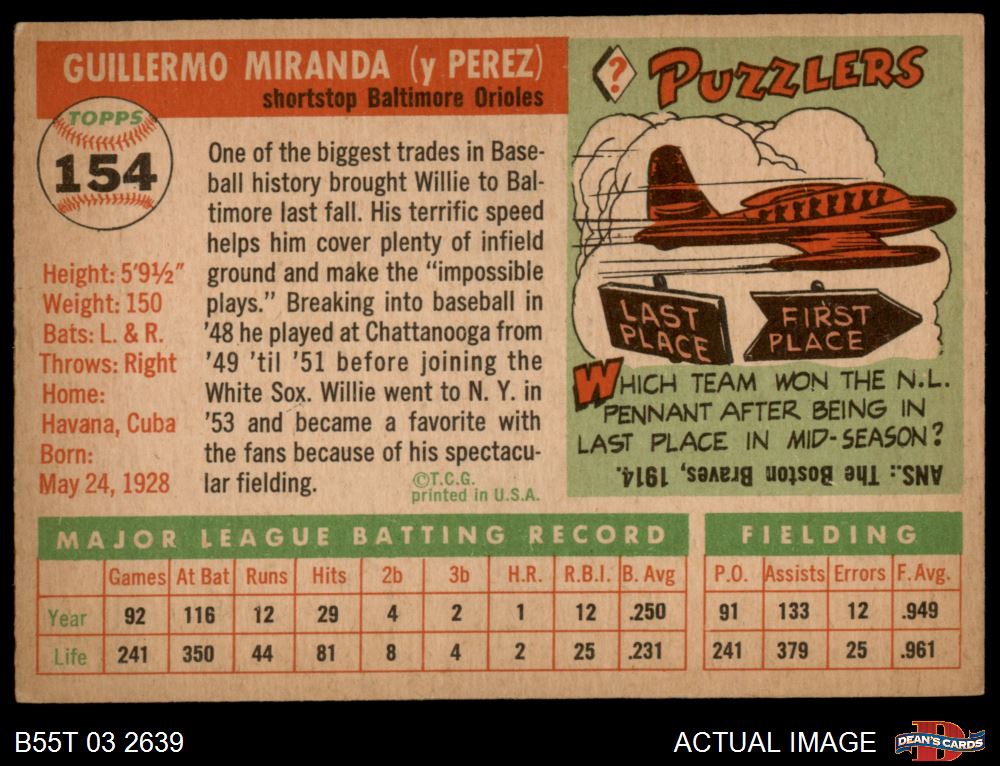 GUILLERMO MIRANDA (y PEREZ)
shortstop Baltimore Orioles
TOPPS
154
Height: 5'9½"
Weight: 150
Bats: L. & R.
Throws: Right
Home:
Havana, Cuba
Born:
May 24, 1928
One of the biggest trades in Base-
ball history brought Willie to Bal-
timore last fall. His terrific speed
helps him cover plenty of infield
ground and make the "impossible
plays." Breaking into baseball in
'48 he played at Chattanooga from
'49 'til '51 before joining the
White Sox. Willie went to N. Y. in
'53 and became a favorite with
the fans because of his spectacu-
lar fielding.
©T.C.G.
printed in U.S.A.
? PUZZLERS
LAST
PLACE
FIRST
PLACE
WHICH TEAM WON THE N.L.
PENNANT AFTER BEING IN
LAST PLACE IN MID-SEASON?
ANS.: The Boston Braves, 1914.
MAJOR LEAGUE BATTING RECORD
Games At Bat Runs Hits 2b 3b H.R. R.B.I. B. Avg
Year 92 116 12 29 4 2 1 12 .250
Life 241 350 44 81 8 4 2 25 .231
FIELDING
P.O. Assists Errors F. Avg.
91 133 12 .949
241 379 25 .961
B55T 03 2639
ACTUAL IMAGE
DEAN'S CARDS